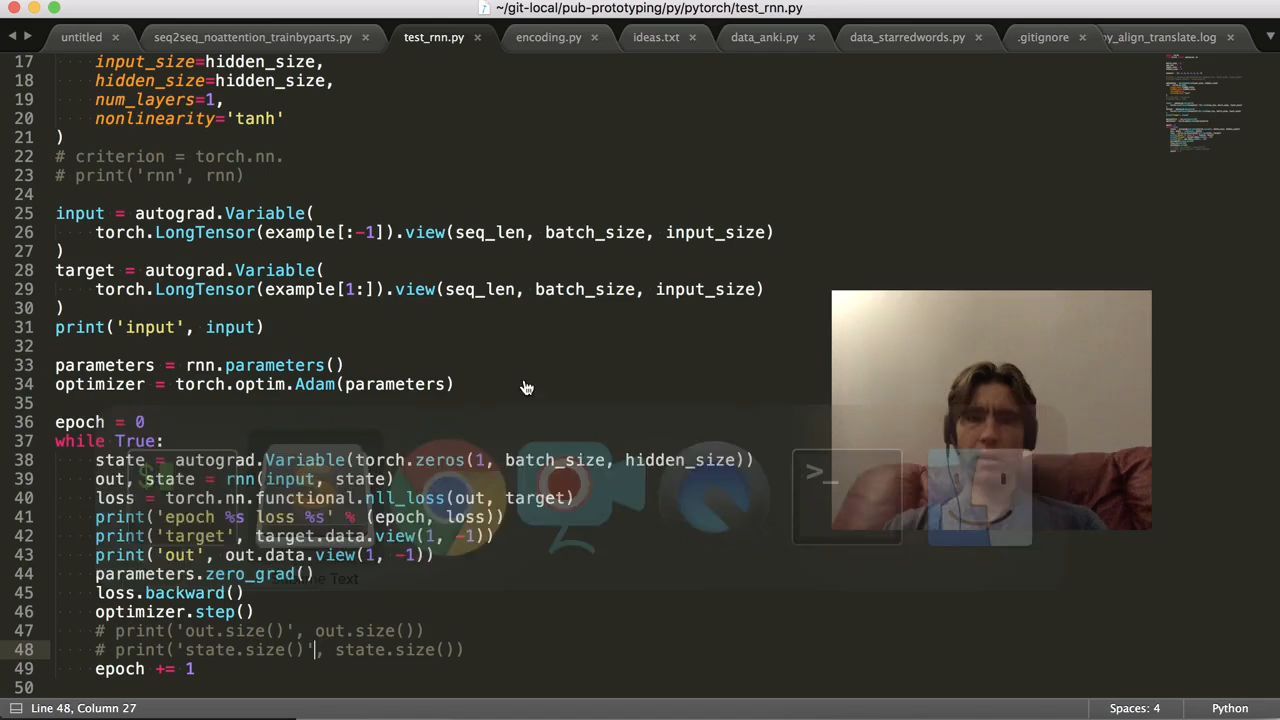 ~/git-local/pub-prototyping/py/pytorch/test_rnn.py
untitled × seq2seq_noattention_trainbyparts.py × test_rnn.py × encoding.py × ideas.txt × data_anki.py × data_starredwords.py × .gitignore × y_align_translate.log ×
17 input_size=hidden_size,
18 hidden_size=hidden_size,
19 num_layers=1,
20 nonlinearity='tanh'
21 )
22 # criterion = torch.nn.
23 # print('rnn', rnn)
24
25 input = autograd.Variable(
26 torch.LongTensor(example[:-1]).view(seq_len, batch_size, input_size)
27 )
28 target = autograd.Variable(
29 torch.LongTensor(example[1:]).view(seq_len, batch_size, input_size)
30 )
31 print('input', input)
32
33 parameters = rnn.parameters()
34 optimizer = torch.optim.Adam(parameters)
35
36 epoch = 0
37 while True:
38 state = autograd.Variable(torch.zeros(1, batch_size, hidden_size))
39 out, state = rnn(input, state)
40 loss = torch.nn.functional.nll_loss(out, target)
41 print('epoch %s loss %s' % (epoch, loss))
42 print('target', target.data.view(1, -1))
43 print('out', out.data.view(1, -1))
44 parameters.zero_grad()
Sublime Text
45 loss.backward()
46 optimizer.step()
47 # print('out.size()', out.size())
48 # print('state.size()', state.size())
49 epoch += 1
50
Line 48, Column 27 Spaces: 4 Python